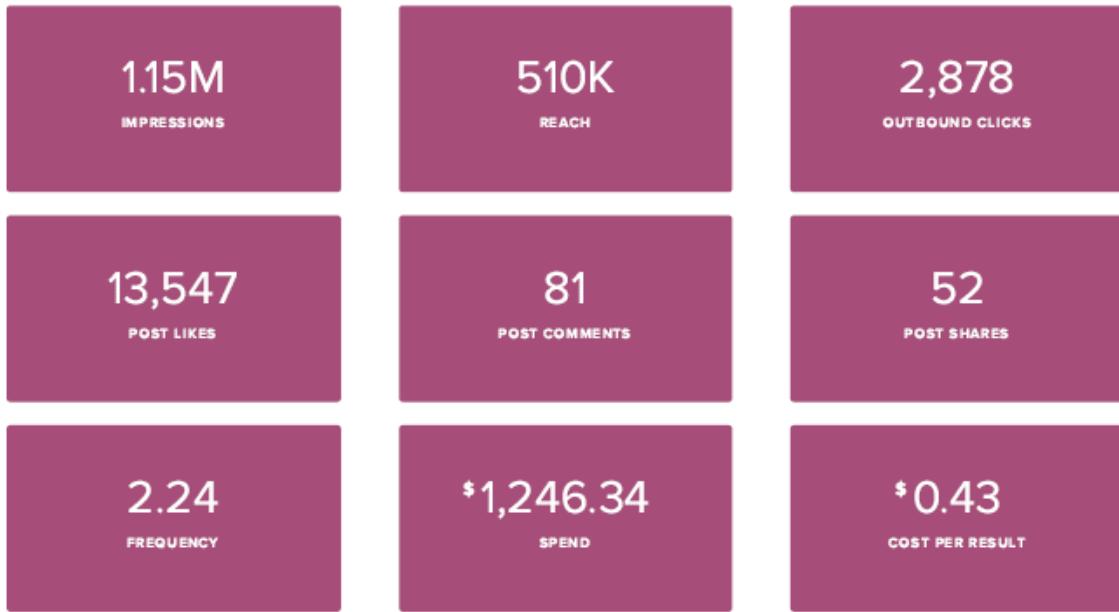 1.15M
IMPRESSIONS
510K
REACH
2,878
OUTBOUND CLICKS
13,547
POST LIKES
81
POST COMMENTS
52
POST SHARES
2.24
FREQUENCY
$1,246.34
SPEND
$0.43
COST PER RESULT